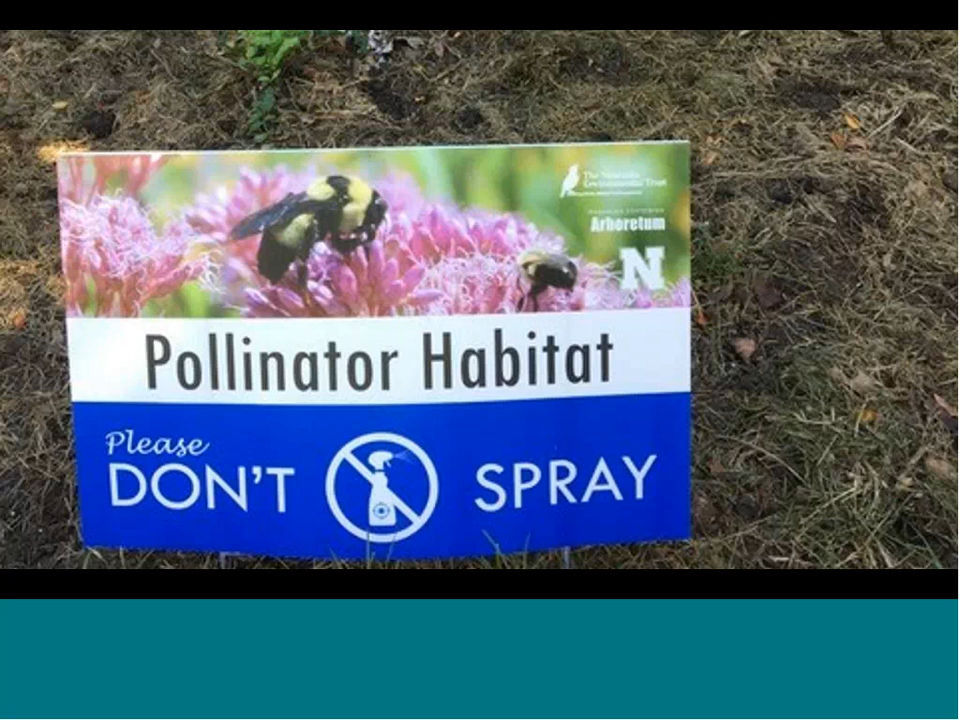 The Nebraska
Environmental Trust
Arboretum
N
Pollinator Habitat
Please
DON'T SPRAY